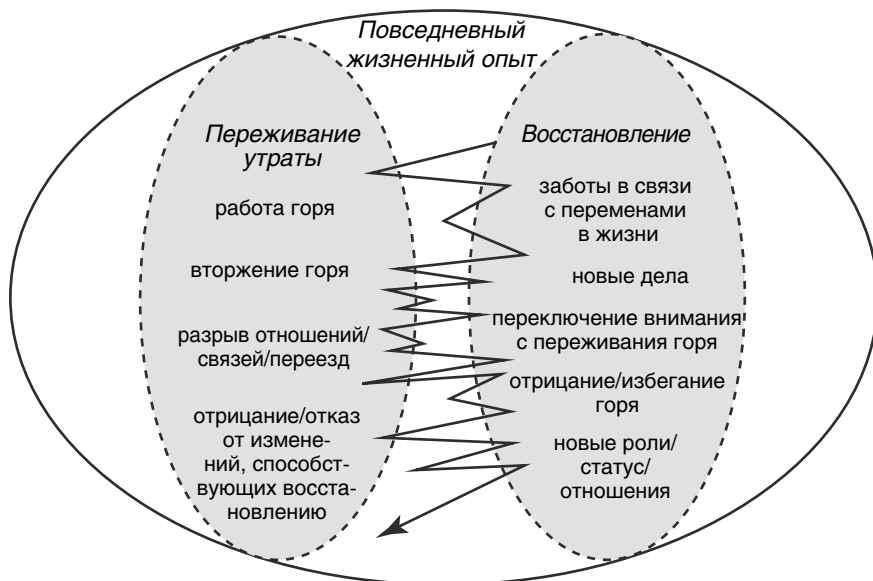 Повседневный
жизненный опыт
Переживание
утраты
работа горя
вторжение горя
разрыв отношений/
связей/переезд
отрицание/отказ
от измене-
ний, способст-
вующих восста-
новлению
Восстановление
заботы в связи
с переменами
в жизни
новые дела
переключение внимания
с переживания горя
отрицание/избегание
горя
новые роли/
статус/
отношения